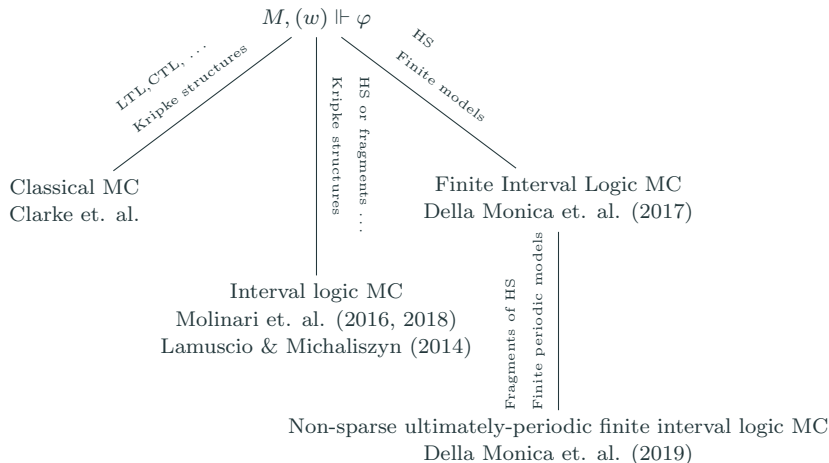 M, (w) ⊩ φ
LTL,CTL, ...
Kripke structures
HS or fragments ...
Kripke structures
HS
Finite models
Classical MC
Clarke et. al.
Finite Interval Logic MC
Della Monica et. al. (2017)
Interval logic MC
Molinari et. al. (2016, 2018)
Lamuscio & Michaliszyn (2014)
Fragments of HS
Finite periodic models
Non-sparse ultimately-periodic finite interval logic MC
Della Monica et. al. (2019)